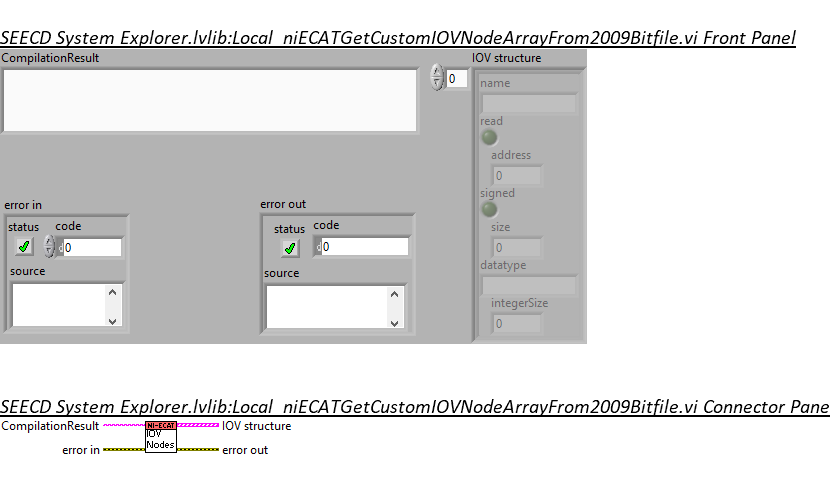 SEECD System Explorer.lvlib:Local_niECATGetCustomIOVNodeArrayFrom2009Bitfile.vi Front Panel
CompilationResult
IOV structure
0
name
read
address
0
signed
size
0
datatype
integerSize
0
error in
status code
d0
source
error out
status code
d0
source
SEECD System Explorer.lvlib:Local_niECATGetCustomIOVNodeArrayFrom2009Bitfile.vi Connector Pane
CompilationResult
NI-ECAT
IOV
Nodes
IOV structure
error in
error out